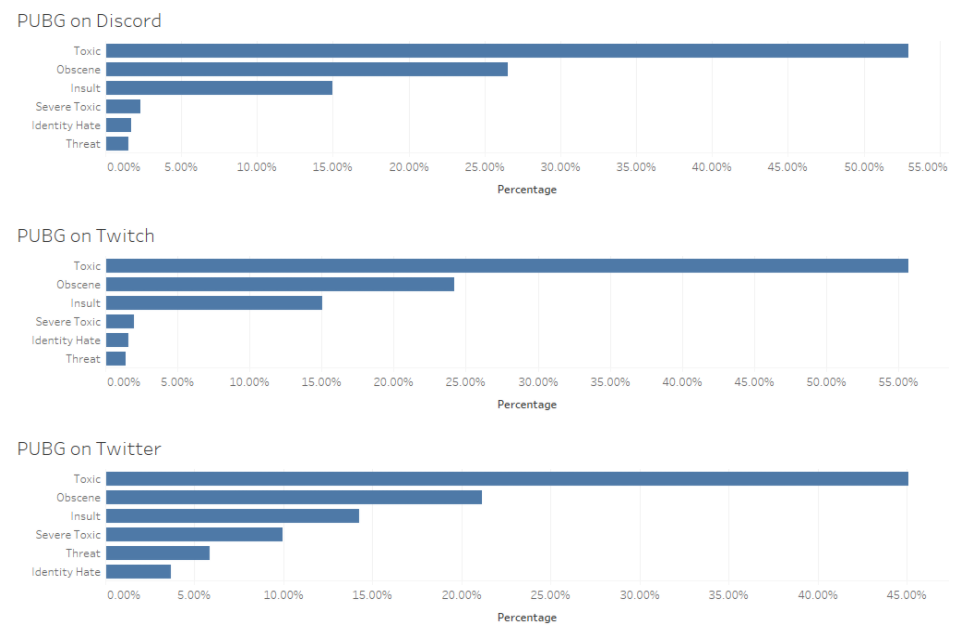 PUBG on Discord
Toxic
Obscene
Insult
Severe Toxic
Identity Hate
Threat
0.00% 5.00% 10.00% 15.00% 20.00% 25.00% 30.00% 35.00% 40.00% 45.00% 50.00% 55.00%
Percentage
PUBG on Twitch
Toxic
Obscene
Insult
Severe Toxic
Identity Hate
Threat
0.00% 5.00% 10.00% 15.00% 20.00% 25.00% 30.00% 35.00% 40.00% 45.00% 50.00% 55.00%
Percentage
PUBG on Twitter
Toxic
Obscene
Insult
Severe Toxic
Threat
Identity Hate
0.00% 5.00% 10.00% 15.00% 20.00% 25.00% 30.00% 35.00% 40.00% 45.00%
Percentage